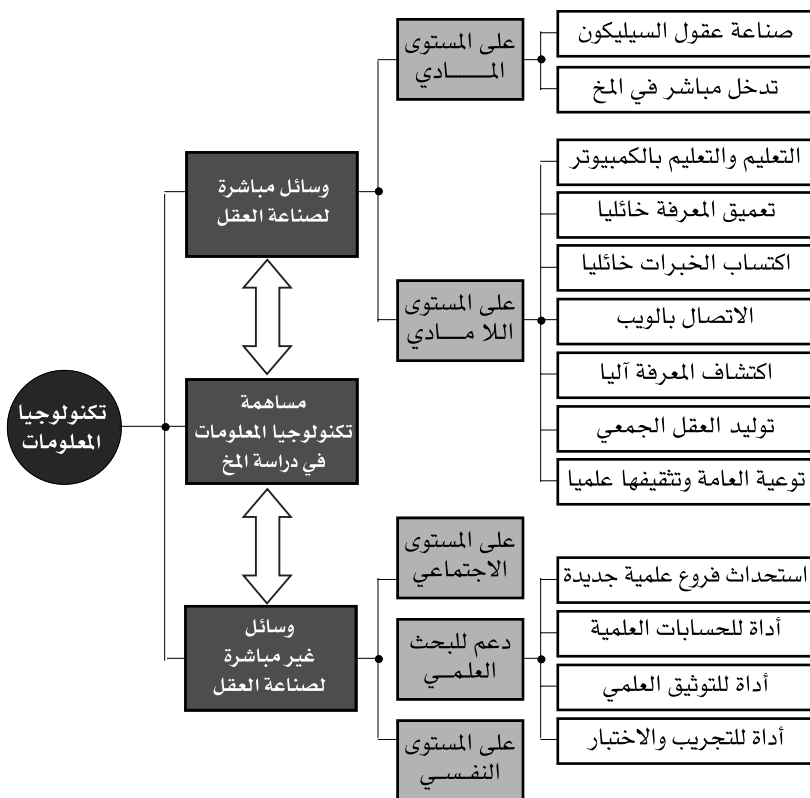 تكنولوجيا
المعلومات
وسائل مباشرة
لصناعة العقل
على المستوى
المـــــادي
صناعة عقول السيليكون
تدخل مباشر في المخ
على المستوى
اللا مـــادي
التعليم والتعليم بالكمبيوتر
تعميق المعرفة خائليا
اكتساب الخبرات خائليا
الاتصال بالويب
اكتشاف المعرفة آليا
توليد العقل الجمعي
توعية العامة وتثقيفها علميا
مساهمة
تكنولوجيا المعلومات
في دراسة المخ
وسائل
غير مباشرة
لصناعة العقل
على المستوى
الاجتماعي
دعم للبحث
العلمــي
استحداث فروع علمية جديدة
أداة للحسابات العلمية
أداة للتوثيق العلمي
أداة للتجريب والاختبار
على المستوى
النفســي